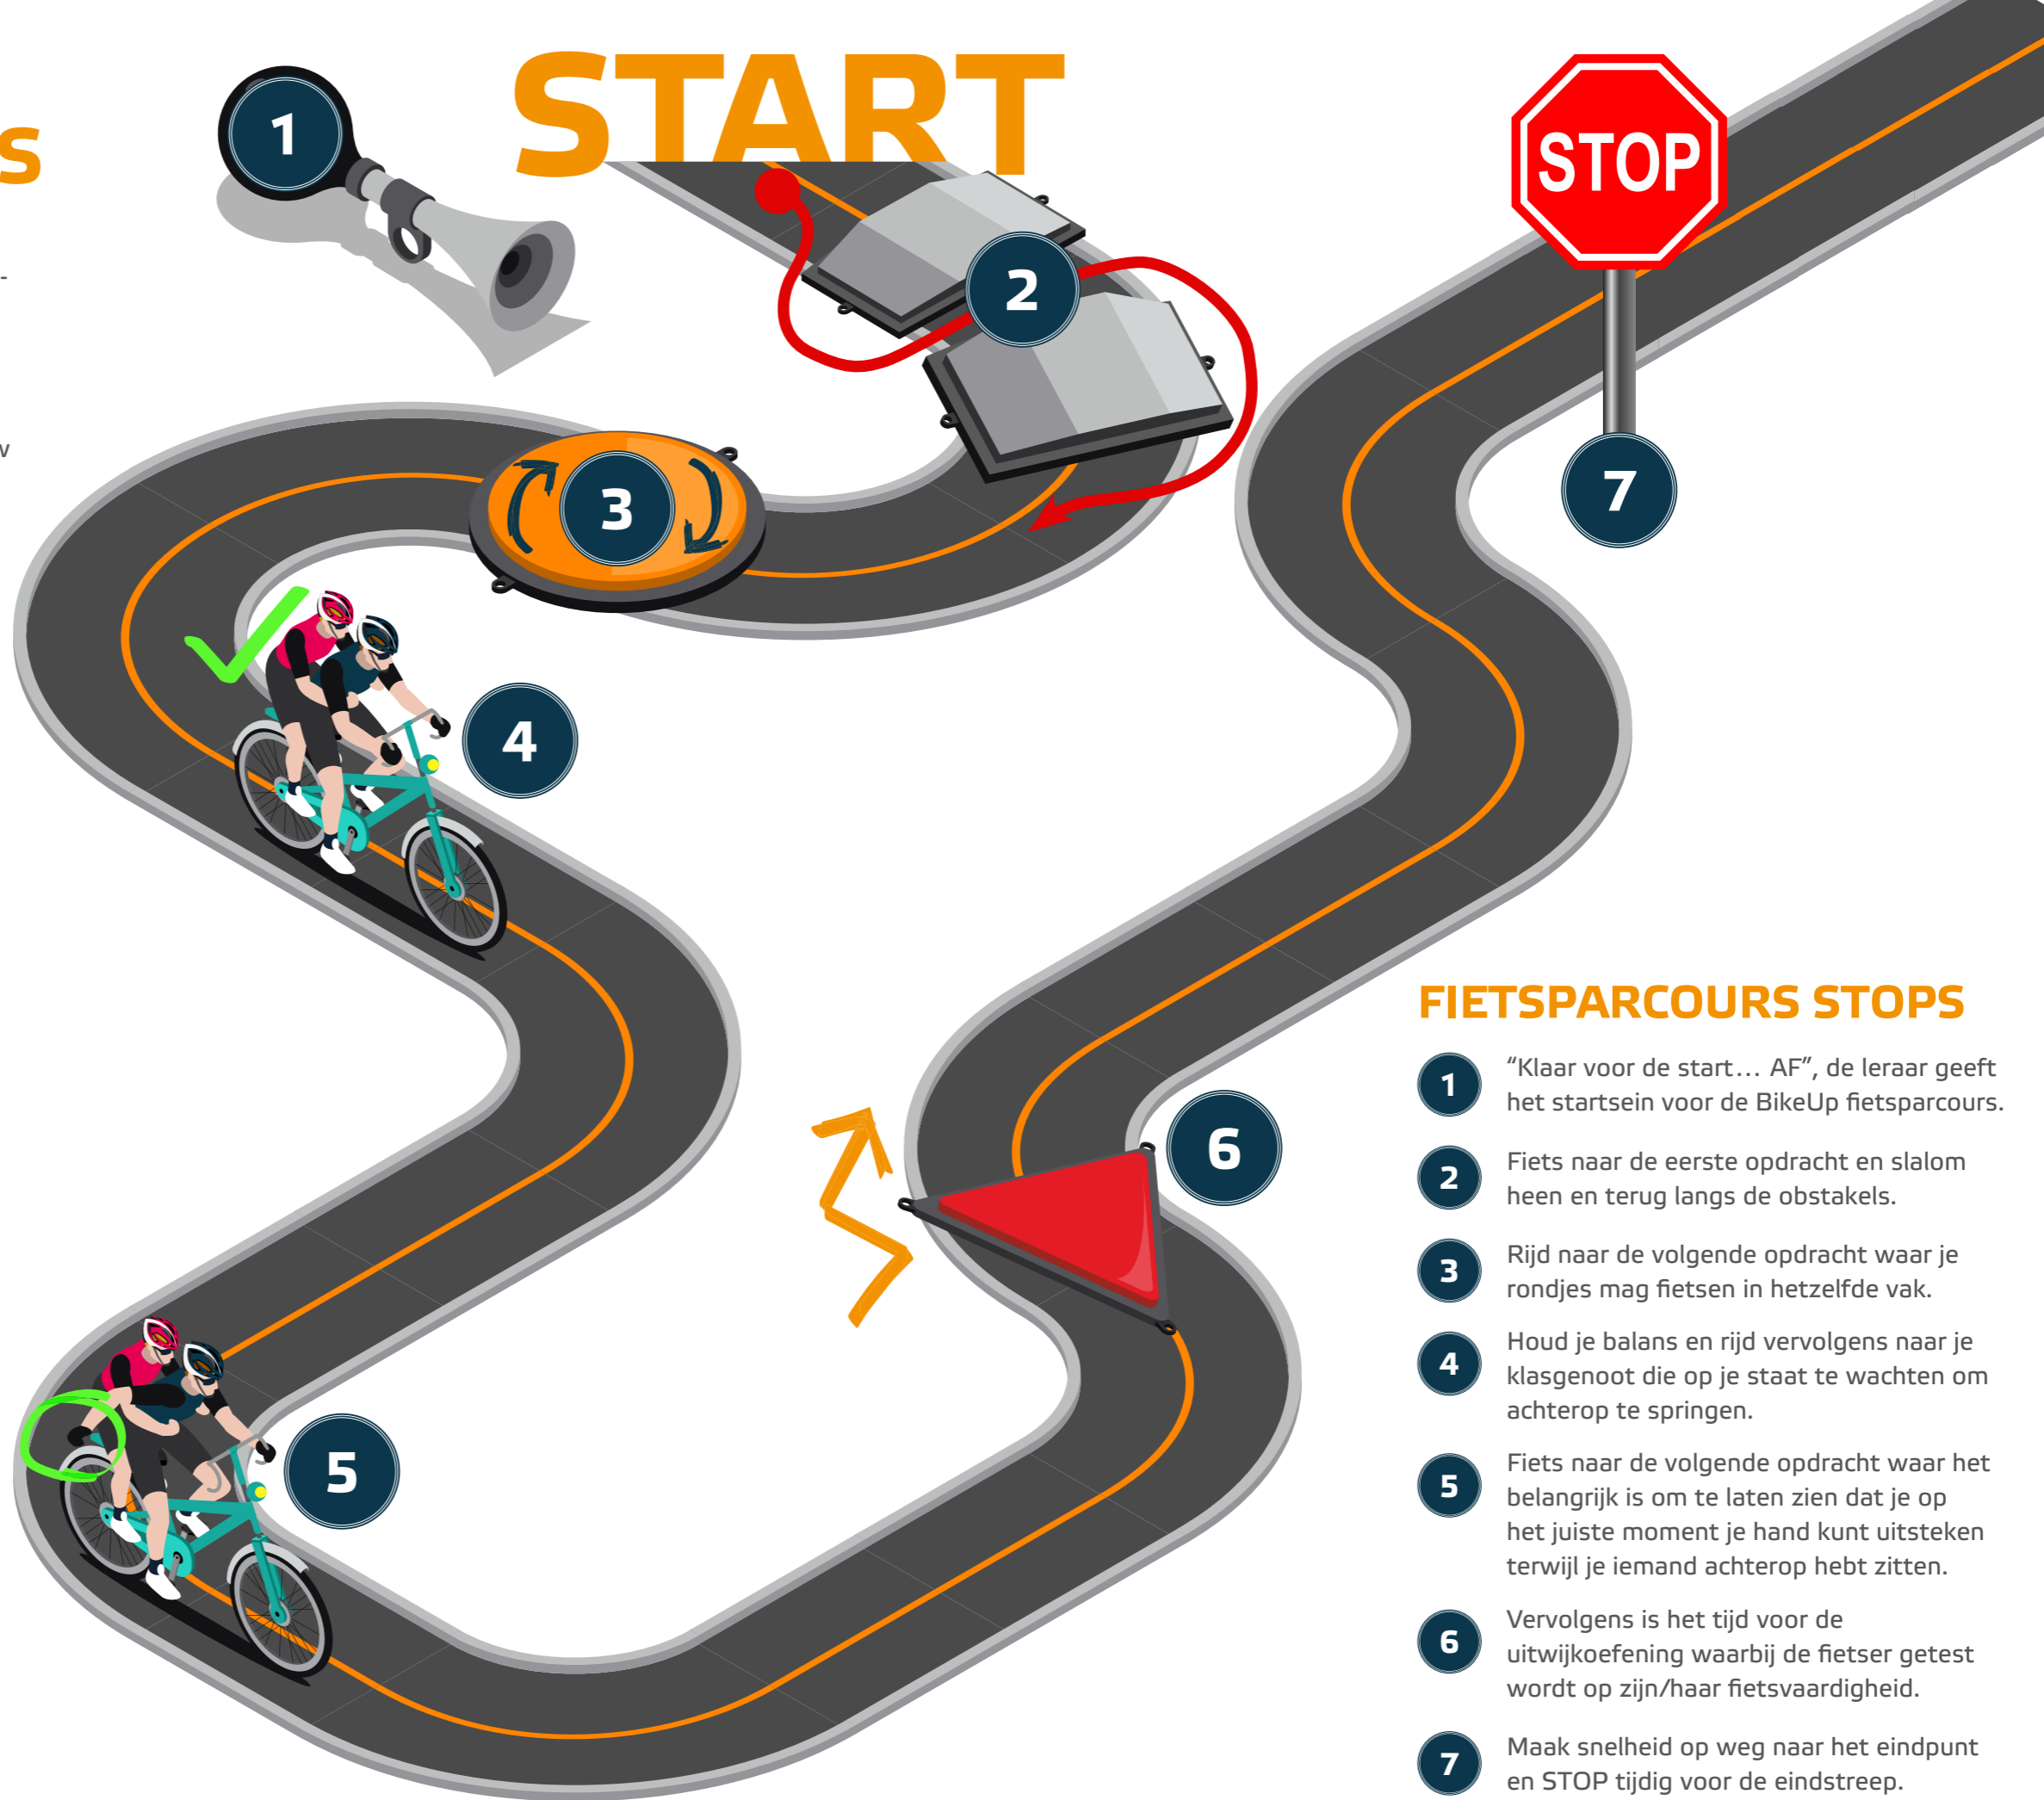 S
-
v
START
STOP
1
2
3
4
5
6
7
FIETSPARCOURS STOPS
1
“Klaar voor de start... AF”, de leraar geeft
het startsein voor de BikeUp fietsparcours.
2
Fiets naar de eerste opdracht en slalom
heen en terug langs de obstakels.
3
Rijd naar de volgende opdracht waar je
rondjes mag fietsen in hetzelfde vak.
4
Houd je balans en rijd vervolgens naar je
klasgenoot die op je staat te wachten om
achterop te springen.
5
Fiets naar de volgende opdracht waar het
belangrijk is om te laten zien dat je op
het juiste moment je hand kunt uitsteken
terwijl je iemand achterop hebt zitten.
6
Vervolgens is het tijd voor de
uitwijkoefening waarbij de fietser getest
wordt op zijn/haar fietsvaardigheid.
7
Maak snelheid op weg naar het eindpunt
en STOP tijdig voor de eindstreep.